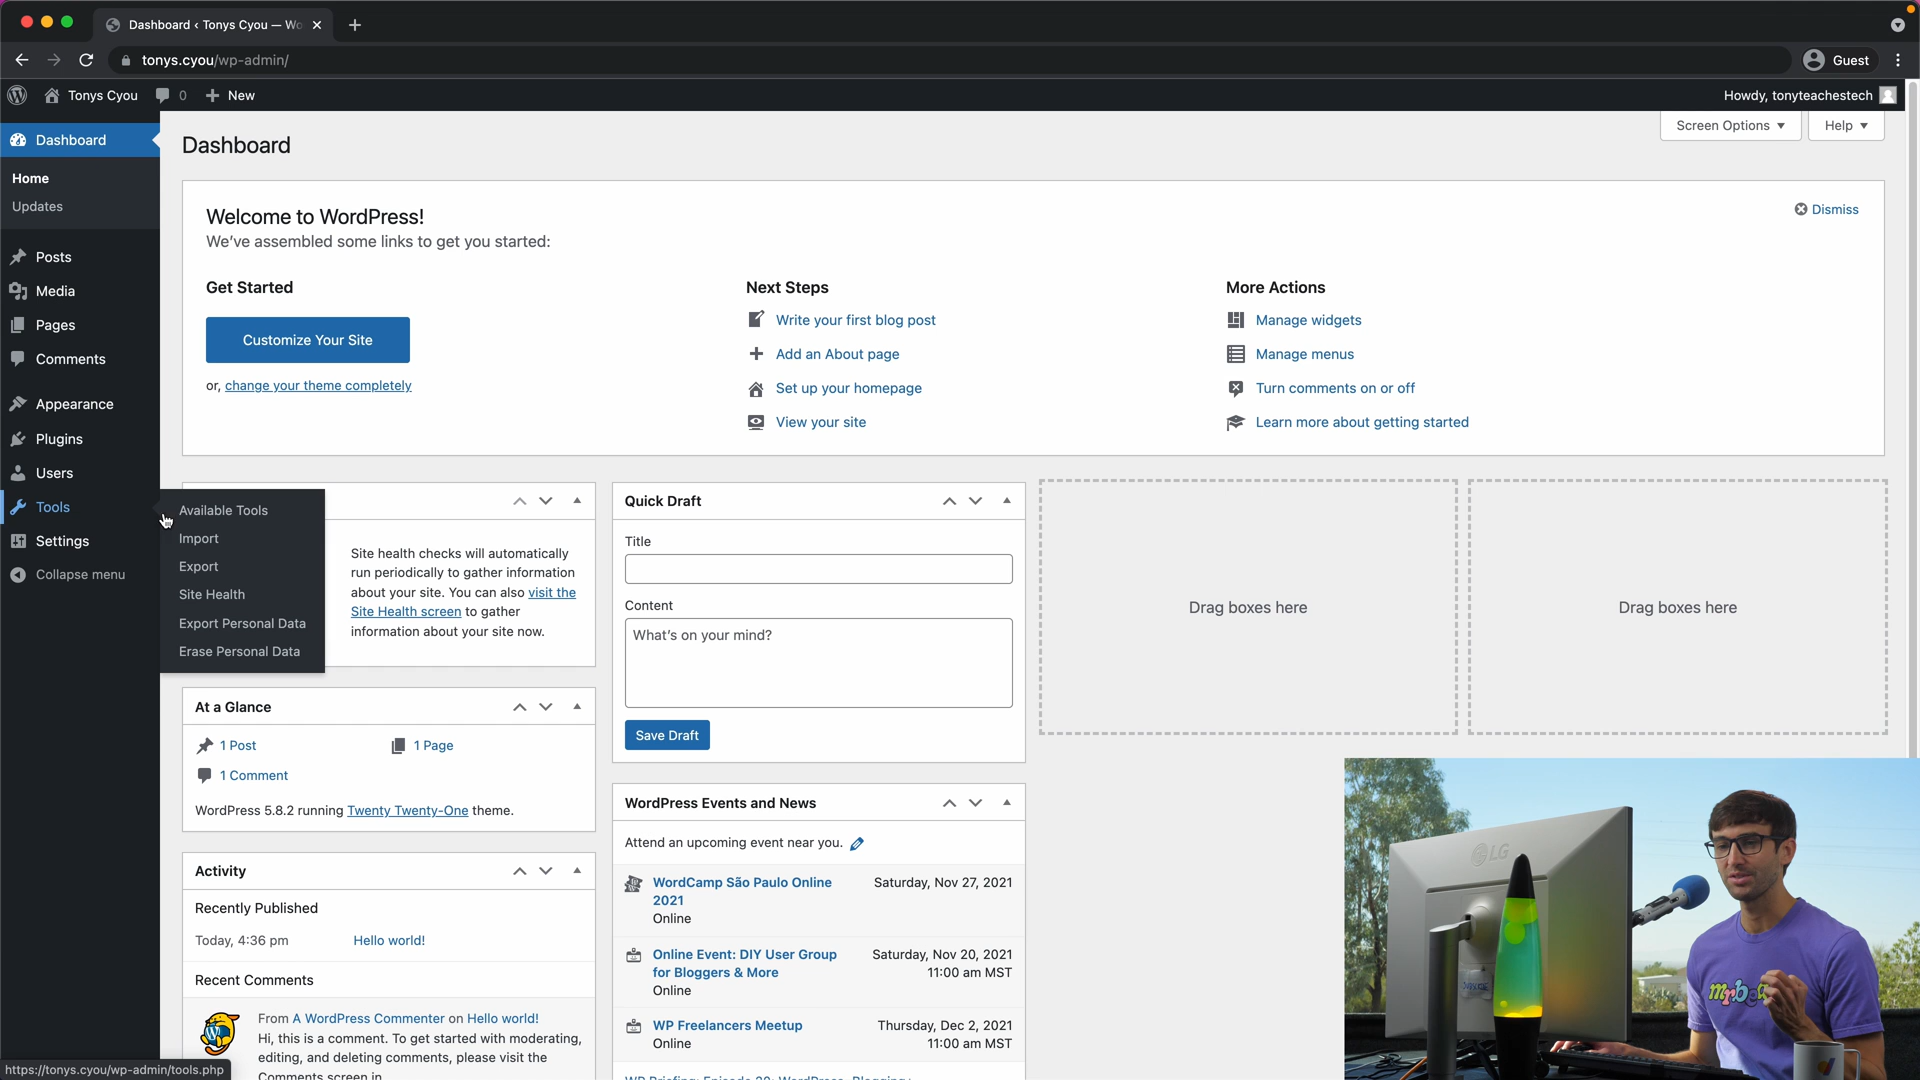 Dashboard ‹ Tonys Cyou — Wo
tonys.cyou/wp-admin/
Guest
Tonys Cyou
0
New
Howdy, tonyteachestech
Dashboard
Home
Updates
Posts
Media
Pages
Comments
Appearance
Plugins
Users
Tools
Settings
Collapse menu
Available Tools
Import
Export
Site Health
Export Personal Data
Erase Personal Data
Dashboard
Screen Options
Help
Welcome to WordPress!
We've assembled some links to get you started:
Dismiss
Get Started
Customize Your Site
or, change your theme completely
Next Steps
Write your first blog post
Add an About page
Set up your homepage
View your site
More Actions
Manage widgets
Manage menus
Turn comments on or off
Learn more about getting started
Site health checks will automatically
run periodically to gather information
about your site. You can also visit the
Site Health screen to gather
information about your site now.
At a Glance
1 Post
1 Page
1 Comment
WordPress 5.8.2 running Twenty Twenty-One theme.
Activity
Recently Published
Today, 4:36 pm
Hello world!
Recent Comments
From A WordPress Commenter on Hello world!
Hi, this is a comment. To get started with moderating,
editing, and deleting comments, please visit the
Comments screen in
Quick Draft
Title
Content
What's on your mind?
Save Draft
WordPress Events and News
Attend an upcoming event near you.
WordCamp São Paulo Online
2021
Online
Saturday, Nov 27, 2021
Online Event: DIY User Group
for Bloggers & More
Online
Saturday, Nov 20, 2021
11:00 am MST
WP Freelancers Meetup
Online
Thursday, Dec 2, 2021
11:00 am MST
Drag boxes here
Drag boxes here
LG
https://tonys.cyou/wp-admin/tools.php